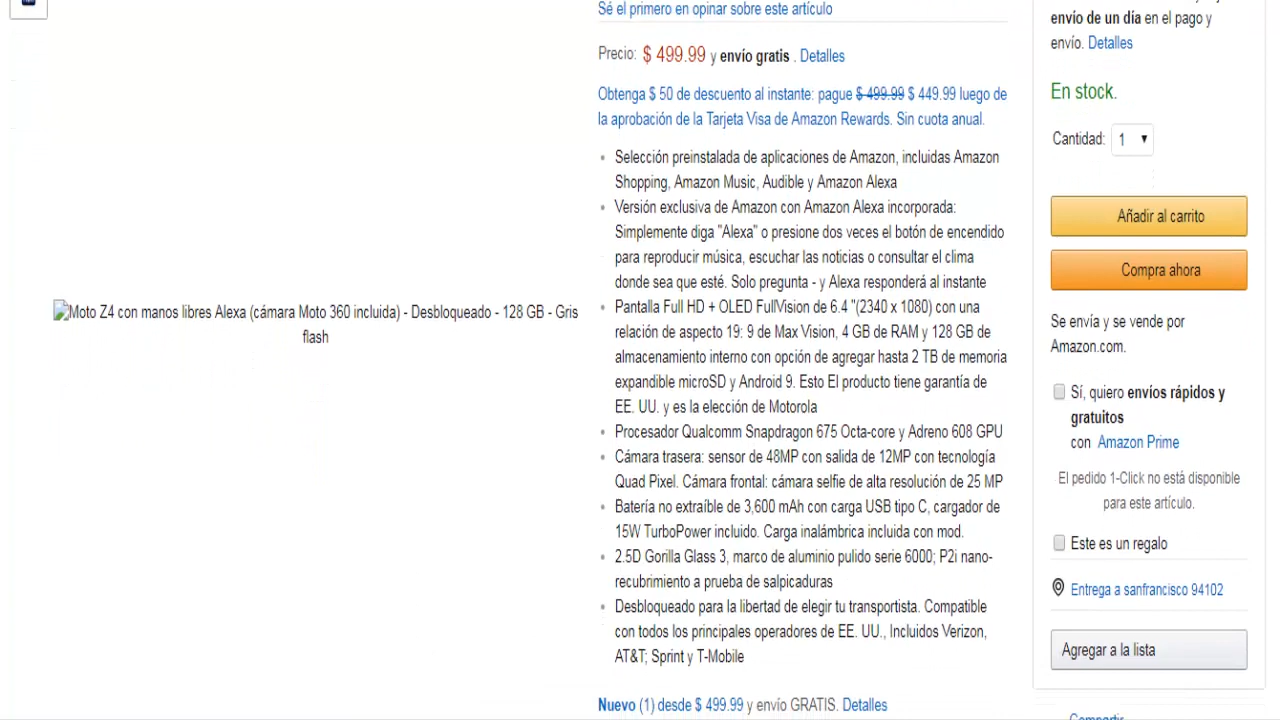 Sé el primero en opinar sobre este artículo
Precio: $ 499.99 y envío gratis . Detalles
Obtenga $ 50 de descuento al instante: pague $ 499.99 $ 449.99 luego de
la aprobación de la Tarjeta Visa de Amazon Rewards. Sin cuota anual.
Selección preinstalada de aplicaciones de Amazon, incluidas Amazon
Shopping, Amazon Music, Audible y Amazon Alexa
Versión exclusiva de Amazon con Amazon Alexa incorporada:
Simplemente diga "Alexa" o presione dos veces el botón de encendido
para reproducir música, escuchar las noticias o consultar el clima
donde sea que esté. Solo pregunta - y Alexa responderá al instante
Pantalla Full HD + OLED FullVision de 6.4 "(2340 x 1080) con una
relación de aspecto 19: 9 de Max Vision, 4 GB de RAM y 128 GB de
almacenamiento interno con opción de agregar hasta 2 TB de memoria
expandible microSD y Android 9. Esto El producto tiene garantía de
EE. UU. y es la elección de Motorola
Procesador Qualcomm Snapdragon 675 Octa-core y Adreno 608 GPU
Cámara trasera: sensor de 48MP con salida de 12MP con tecnología
Quad Pixel. Cámara frontal: cámara selfie de alta resolución de 25 MP
Batería no extraíble de 3,600 mAh con carga USB tipo C, cargador de
15W TurboPower incluido. Carga inalámbrica incluida con mod.
2.5D Gorilla Glass 3, marco de aluminio pulido serie 6000; P2i nano-
recubrimiento a prueba de salpicaduras
Desbloqueado para la libertad de elegir tu transportista. Compatible
con todos los principales operadores de EE. UU., Incluidos Verizon,
AT&T; Sprint y T-Mobile
Nuevo (1) desde $ 499.99 y envío GRATIS. Detalles
Moto Z4 con manos libres Alexa (cámara Moto 360 incluida) - Desbloqueado - 128 GB - Gris
flash
envío de un día en el pago y
envío. Detalles
En stock.
Cantidad: 1
Añadir al carrito
Compra ahora
Se envía y se vende por
Amazon.com.
Sí, quiero envíos rápidos y
gratuitos
con Amazon Prime
El pedido 1-Click no está disponible
para este artículo.
Este es un regalo
Entrega a sanfrancisco 94102
Agregar a la lista
Compartir